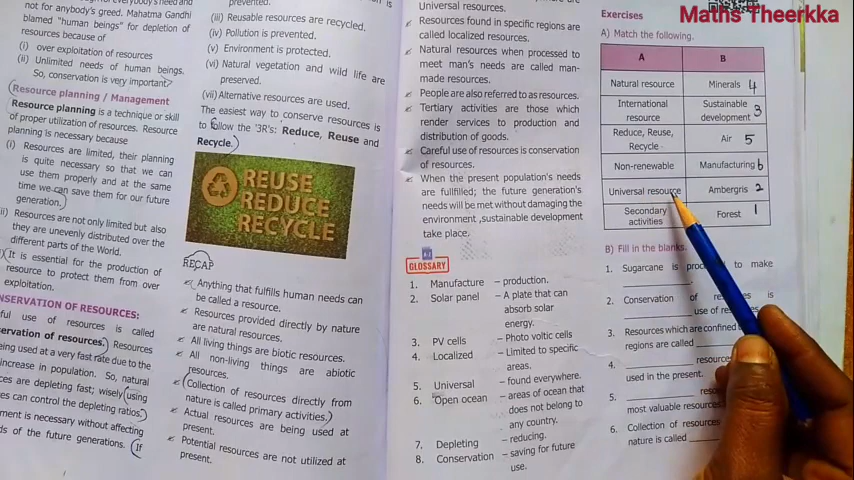 not for anybody's greed. Mahatma Gandhi
blamed "human beings" for depletion of
resources because of
(i) over exploitation of resources
(ii) Unlimited needs of human beings.
So, conservation is very important
Resource planning / Management
Resource planning is a technique or skill
of proper utilization of resources. Resource
planning is necessary because
(i) Resources are limited, their planning
is quite necessary so that we can
use them properly and at the same
time we can save them for our future
generation.
Resources are not only limited but also
they are unevenly distributed over the
different parts of the World.
It is essential for the production of
resource to protect them from over
exploitation.
CONSERVATION OF RESOURCES:
use of resources is called
of resources. Resources
being used at a very fast rate due to the
increase in population. So, natural
are depleting fast; wisely using
can control the depleting ratios.
is necessary without affecting
of the future generations. If
prevented.
(iii) Reusable resources are recycled.
(iv) Pollution is prevented.
(v) Environment is protected.
(vi) Natural vegetation and wild life are
preserved.
(vii) Alternative resources are used.
The easiest way to conserve resources is
to follow the '3R's: Reduce, Reuse and
Recycle.
REUSE
REDUCE
RECYCLE
RECAP
Anything that fulfills human needs can
be called a resource.
Resources provided directly by nature
are natural resources.
All living things are biotic resources.
All non-living things are abiotic
resources.
Collection of resources directly from
nature is called primary activities.
Actual resources are being used at
present.
Potential resources are not utilized at
present.
Universal resources.
Resources found in specific regions are
called localized resources.
Natural resources when processed to
meet man's needs are called man-
made resources.
People are also referred to as resources.
Tertiary activities are those which
render services to production and
distribution of goods.
Careful use of resources is conservation
of resources.
When the present population's needs
are fullfilled; the future generation's
needs will be met without damaging the
environment ,sustainable development
take place.
A-Z
GLOSSARY
1. Manufacture – production.
2. Solar panel – A plate that can
absorb solar
energy.
3. PV cells – Photo voltic cells
4. Localized – Limited to specific
areas.
5. Universal – found everywhere.
6. Open ocean – areas of ocean that
does not belong to
any country.
7. Depleting – reducing.
8. Conservation – saving for future
use.
Maths Theerkka
Exercises
A) Match the following.
A B
Natural resource Minerals 4
International resource Sustainable development 3
Reduce, Reuse, Recycle Air 5
Non-renewable Manufacturing 6
Universal resource Ambergris 2
Secondary activities Forest 1
B) Fill in the blanks.
1. Sugarcane is to make
2. Conservation of is
use of
3. Resources which are confined
regions are called
4.
used in the present.
5.
most valuable resources
6. Collection of resources
nature is called